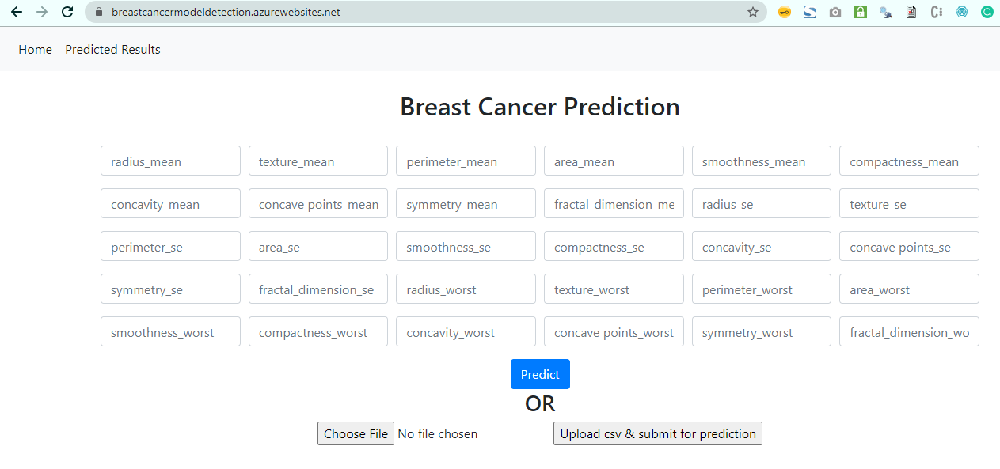 breastcancermodeldetection.azurewebsites.net
Home Predicted Results
Breast Cancer Prediction
radius_mean texture_mean perimeter_mean area_mean smoothness_mean compactness_mean
concavity_mean concave points_mean symmetry_mean fractal_dimension_me radius_se texture_se
perimeter_se area_se smoothness_se compactness_se concavity_se concave points_se
symmetry_se fractal_dimension_se radius_worst texture_worst perimeter_worst area_worst
smoothness_worst compactness_worst concavity_worst concave points_worst symmetry_worst fractal_dimension_wo
Predict
OR
Choose File No file chosen Upload csv & submit for prediction